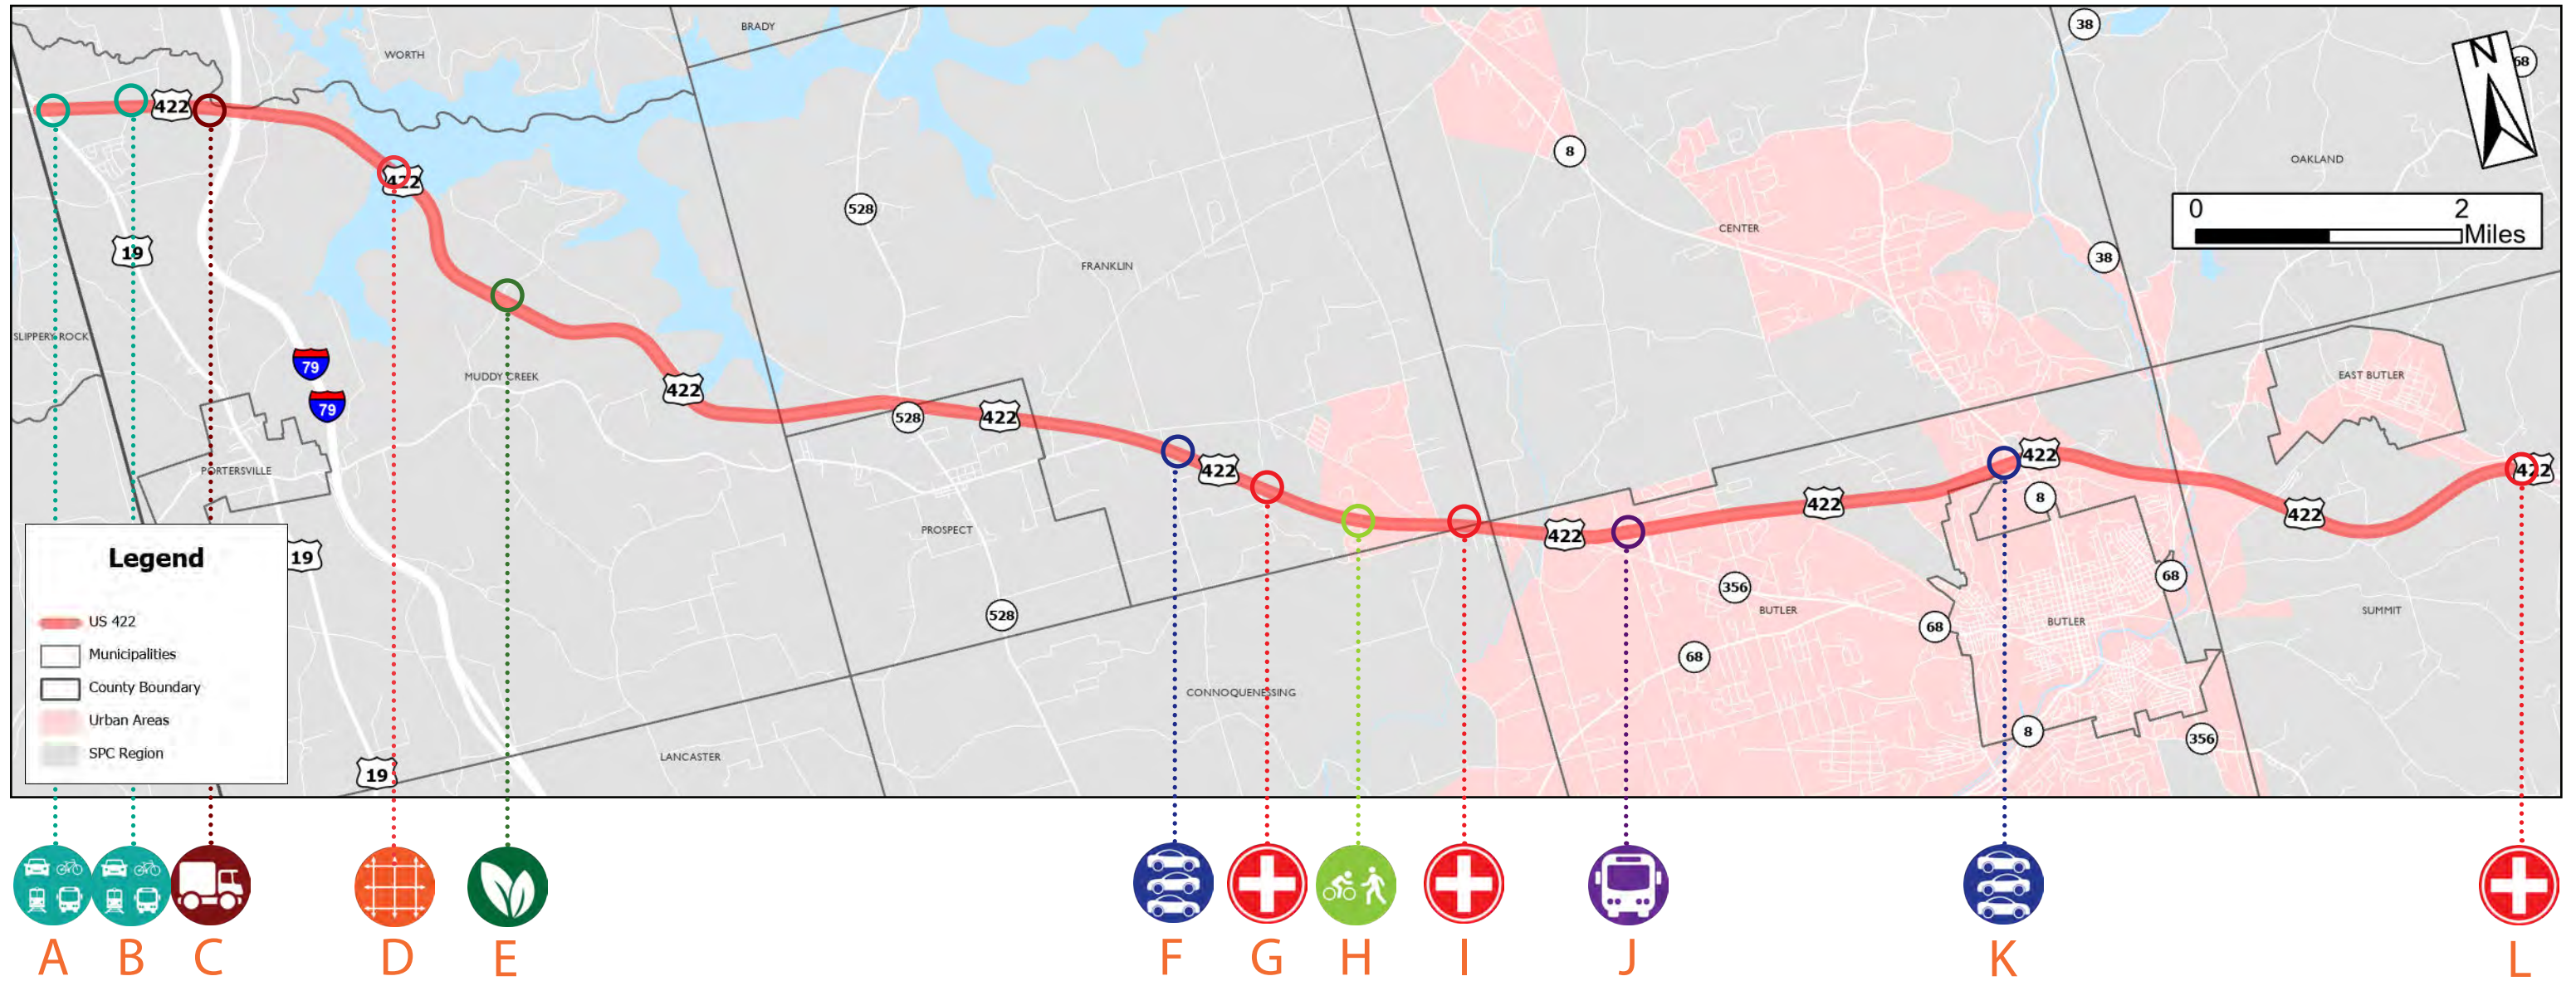 BRADY
38
WORTH
N
68
422
8
OAKLAND
422
528
0
2
Miles
CENTER
19
38
FRANKLIN
SLIPPERY ROCK
79
MUDDY CREEK
422
EAST BUTLER
79
528
422
422
422
PORTERSVILLE
422
422
8
422
PROSPECT
422
Legend
19
68
356
BUTLER
SUMMIT
528
US 422
68
BUTLER
Municipalities
68
County Boundary
CONNOQUENESSING
Urban Areas
8
356
SPC Region
LANCASTER
19
A
B
C
D
E
F
G
H
I
J
K
L